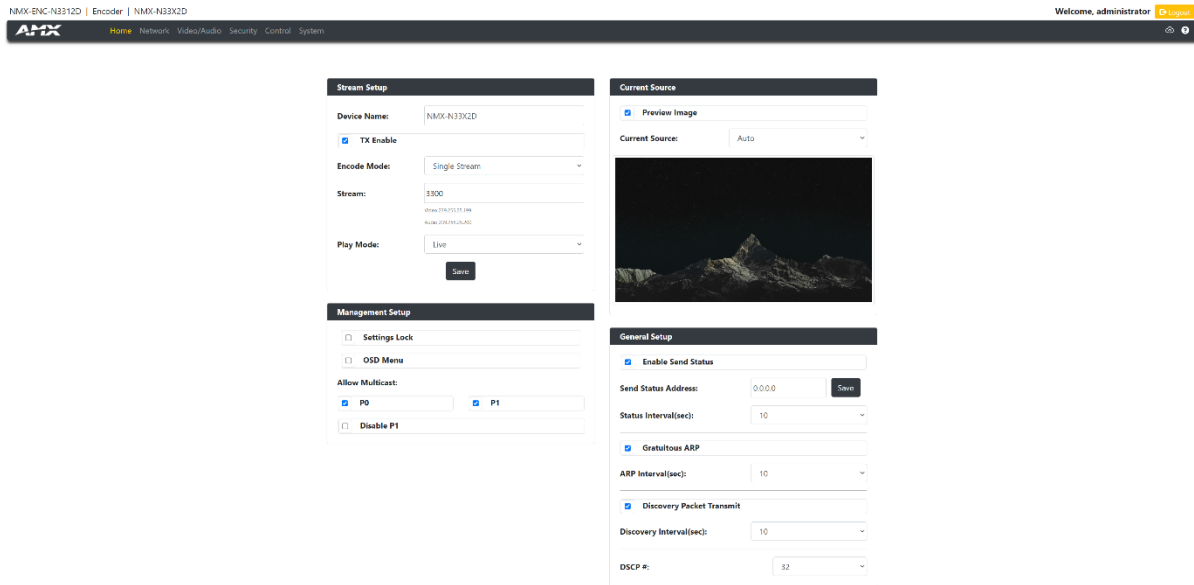 NMX-ENC-N3312D | Encoder | NMX-N33X2D
Welcome, administrator
Logout
AMX
Home Network Video/Audio Security Control System
Stream Setup
Device Name: NMX-N33X2D
TX Enable
Encode Mode: Single Stream
Stream: 3300
Play Mode: Live
Save
Management Setup
Settings Lock
OSD Menu
Allow Multicast:
P0 P1
Disable P1
Current Source
Preview Image
Current Source: Auto
General Setup
Enable Send Status
Send Status Address: 0.0.0.0 Save
Status Interval(sec): 10
Gratuitous ARP
ARP Interval(sec): 10
Discovery Packet Transmit
Discovery Interval(sec): 10
DSCP #: 32